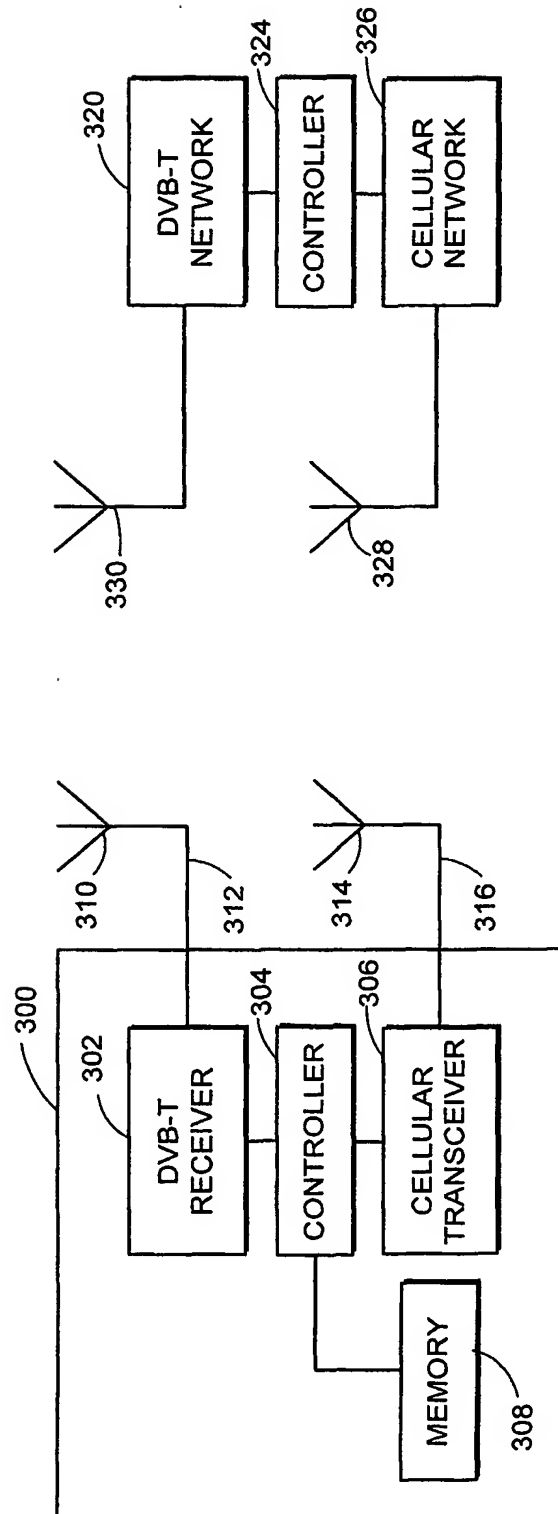 300
302
DVB-T
RECEIVER
310
312
304
CONTROLLER
306
CELLULAR
TRANSCEIVER
314
316
MEMORY
308
320
DVB-T
NETWORK
330
324
CONTROLLER
326
CELLULAR
NETWORK
328